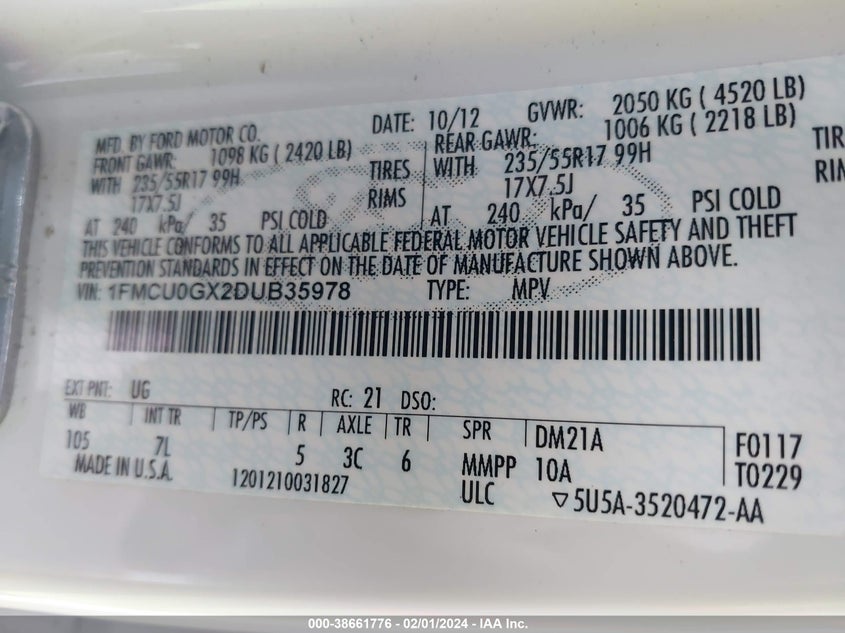 MFD. BY FORD MOTOR CO. DATE: 10/12 GVWR: 2050 KG ( 4520 LB)
FRONT GAWR: 1098 KG ( 2420 LB) REAR GAWR: 1006 KG ( 2218 LB)
WITH 235/55R17 99H TIRES WITH 235/55R17 99H TIR
17X7.5J RIMS 17X7.5J RIM
AT 240 kPa/ 35 PSI COLD AT 240 kPa/ 35 PSI COLD
THIS VEHICLE CONFORMS TO ALL APPLICABLE FEDERAL MOTOR VEHICLE SAFETY AND THEFT
PREVENTION STANDARDS IN EFFECT ON THE DATE OF MANUFACTURE SHOWN ABOVE.
VIN: 1FMCU0GX2DUB35978 TYPE: MPV
EXT PNT: UG RC: 21 DSO:
WB INT TR TP/PS R AXLE TR SPR DM21A F0117
105 7L 5 3C 6 MMPP 10A T0229
MADE IN U.S.A. 1201210031827 ULC ▽5U5A-3520472-AA
000-38661776 - 02/01/2024 - IAA Inc.